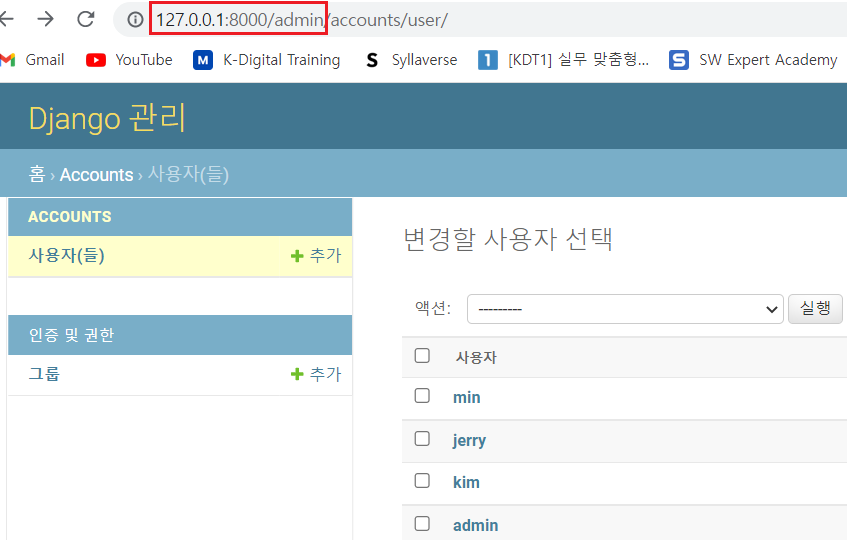 127.0.0.1:8000/admin/accounts/user/
Gmail YouTube M K-Digital Training S Syllaverse 1 [KDT1] 실무 맞춤형... S SW Expert Academy
Django 관리
홈 › Accounts › 사용자(들)
ACCOUNTS
사용자(들) + 추가
인증 및 권한
그룹 + 추가
변경할 사용자 선택
액션: --------- 실행
사용자
min
jerry
kim
admin